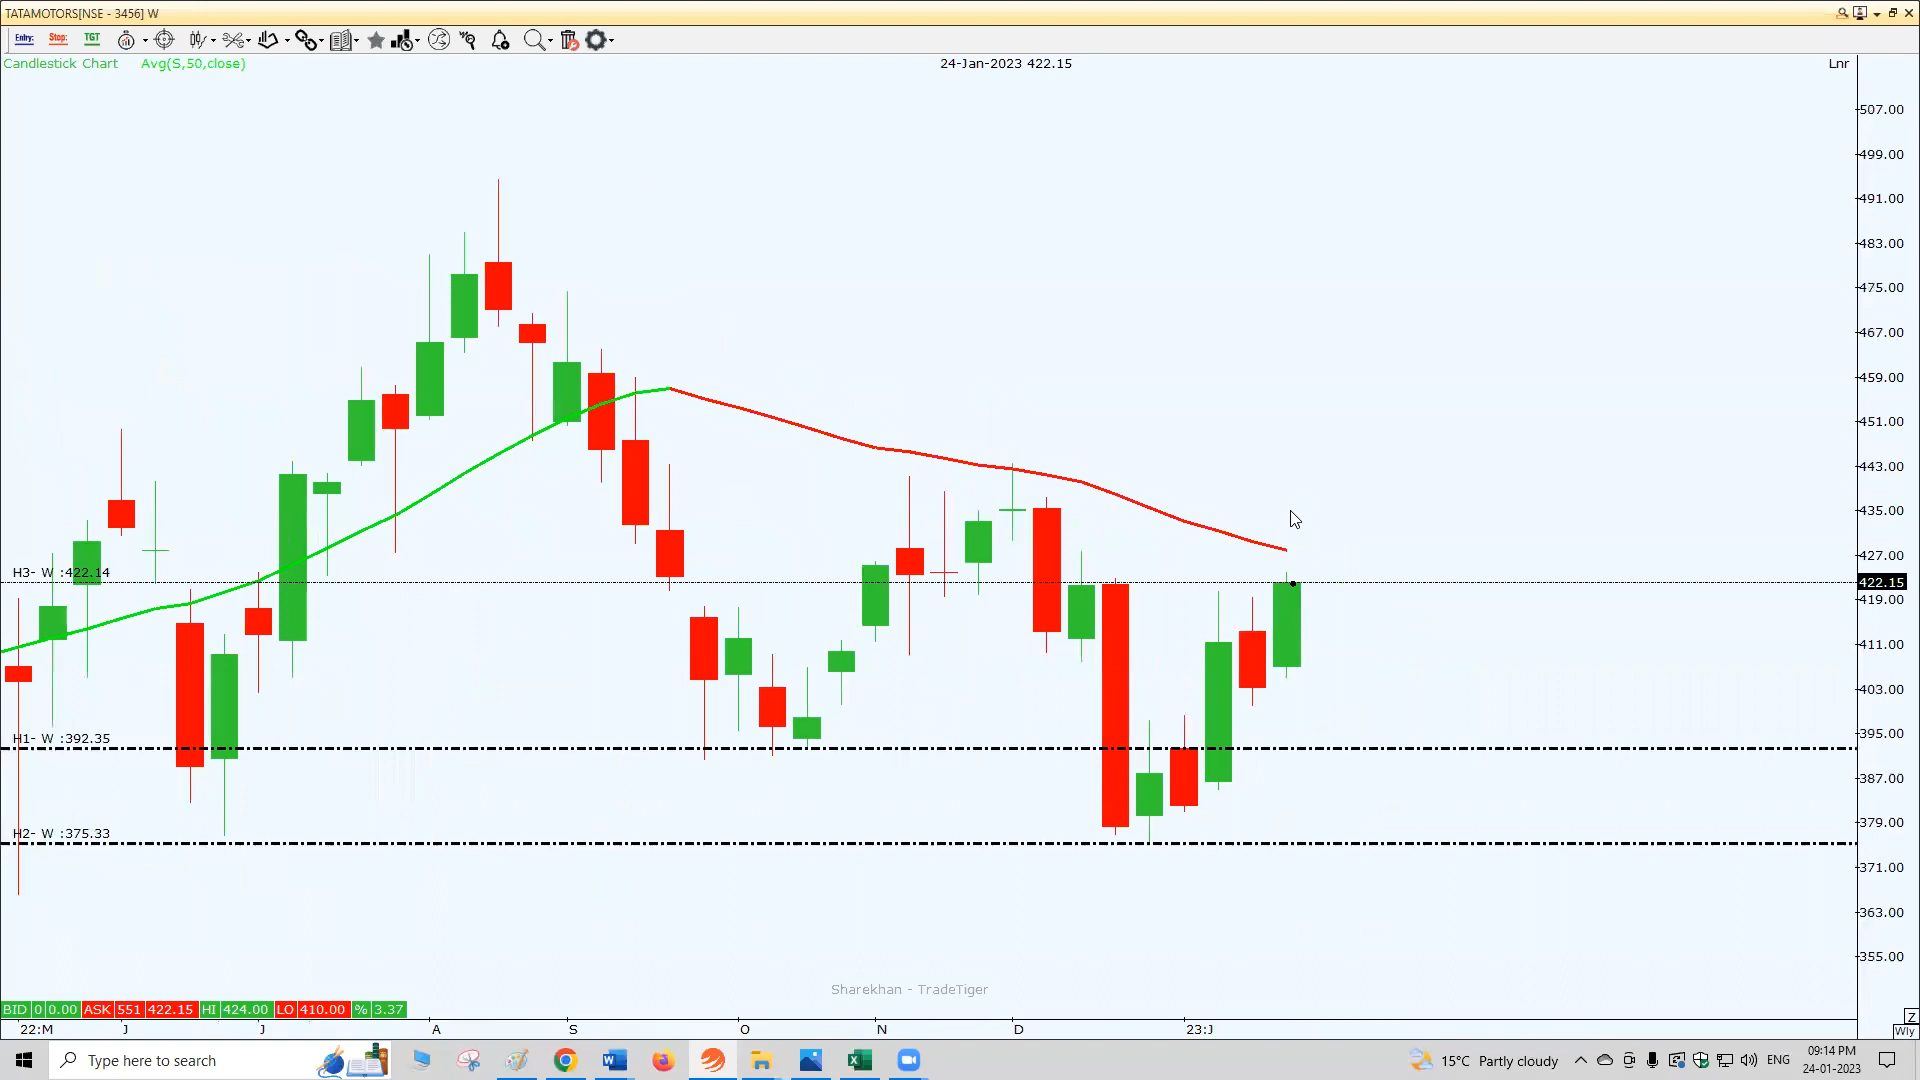 TATAMOTORS[NSE - 3456] W
Entry: Stop: TGT
Candlestick Chart Avg(S,50,close) 24-Jan-2023 422.15 Lnr
507.00
499.00
491.00
483.00
475.00
467.00
459.00
451.00
443.00
435.00
427.00
H3- W :422.14
422.15
419.00
411.00
403.00
H1- W :392.35
395.00
387.00
H2- W :375.33
379.00
371.00
363.00
355.00
Sharekhan - TradeTiger
BID 0 0.00 ASK 551 422.15 HI 424.00 LO 410.00 % 3.37
Z
22:M J J A S O N D 23:J Wly
Type here to search
15°C Partly cloudy ENG 09:14 PM
24-01-2023